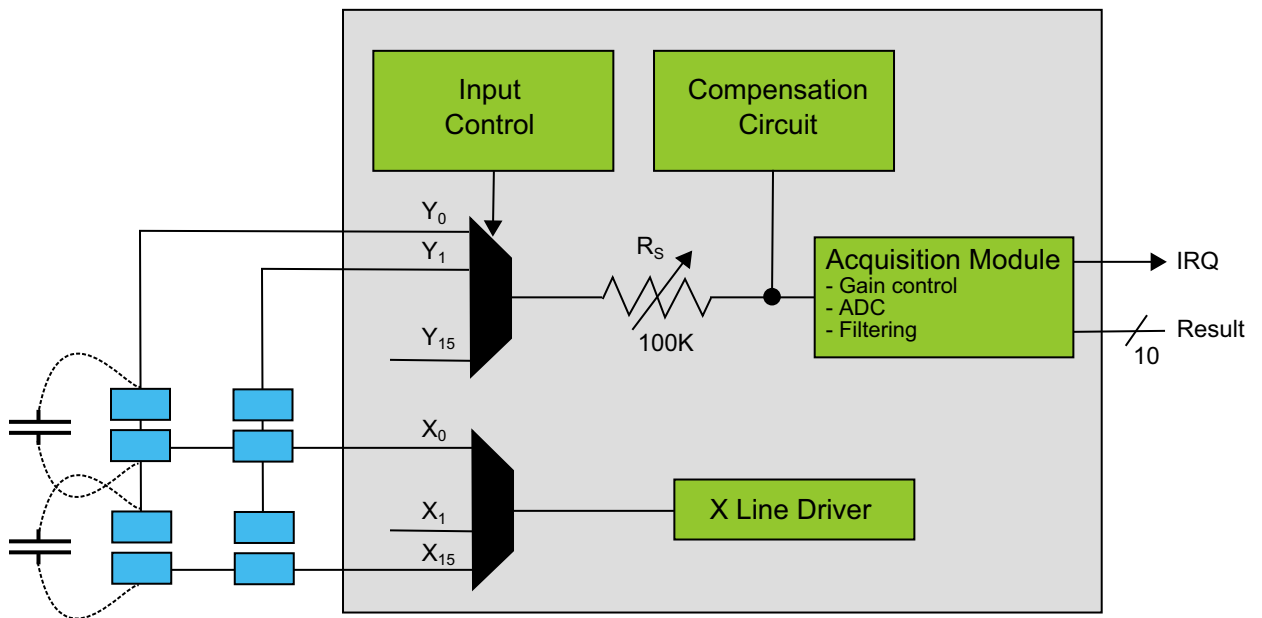 Input
Control
Compensation
Circuit
Y0
Y1
Y15
RS
100K
Acquisition Module
- Gain control
- ADC
- Filtering
IRQ
Result
10
X0
X1
X15
X Line Driver